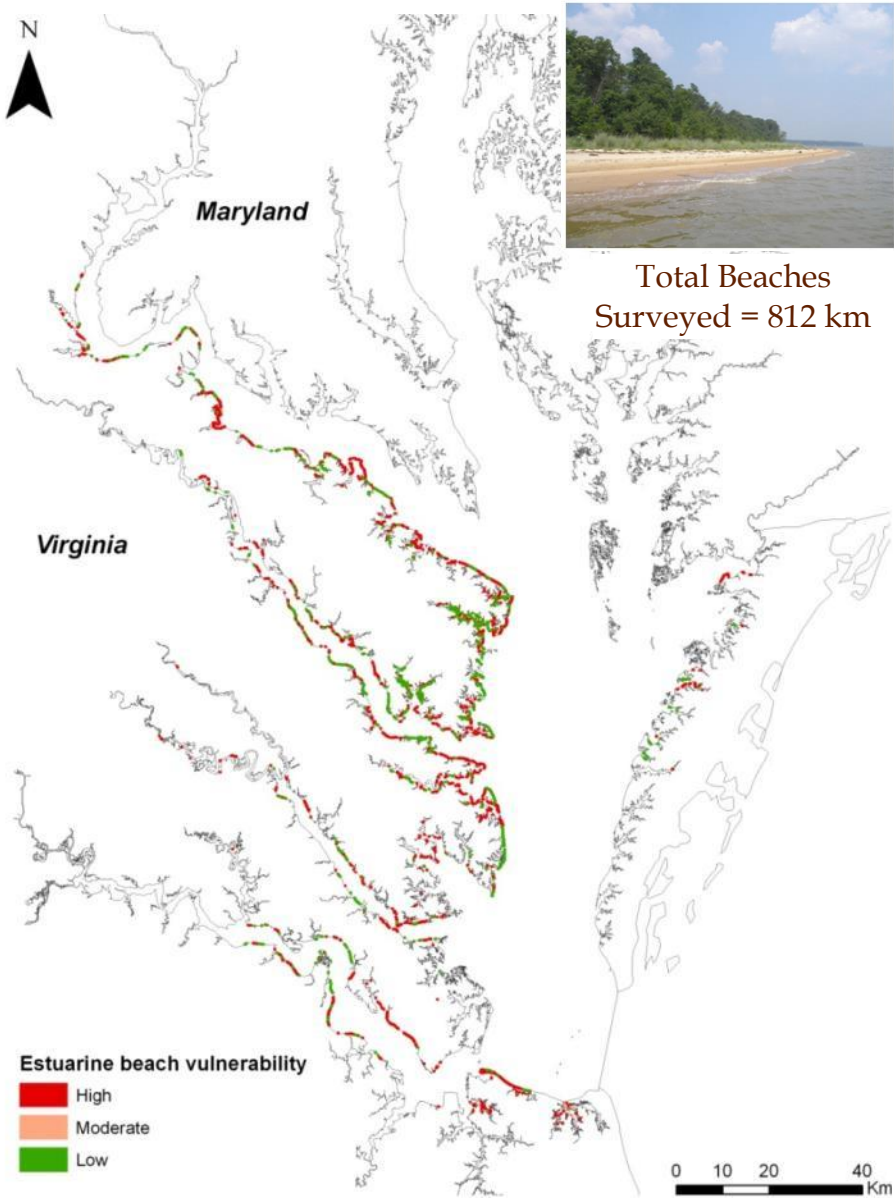 N
Maryland
Total Beaches
Surveyed = 812 km
Virginia
Estuarine beach vulnerability
High
Moderate
Low
0 10 20 40
Km